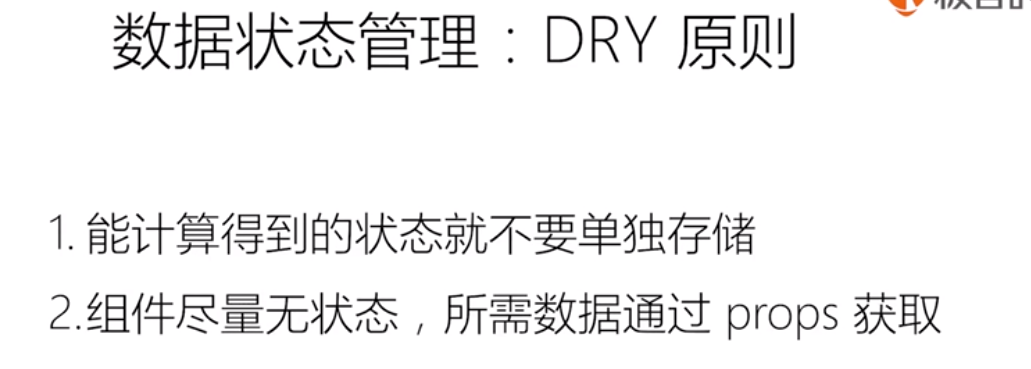 数据状态管理：DRY 原则
1. 能计算得到的状态就不要单独存储
2.组件尽量无状态，所需数据通过 props 获取